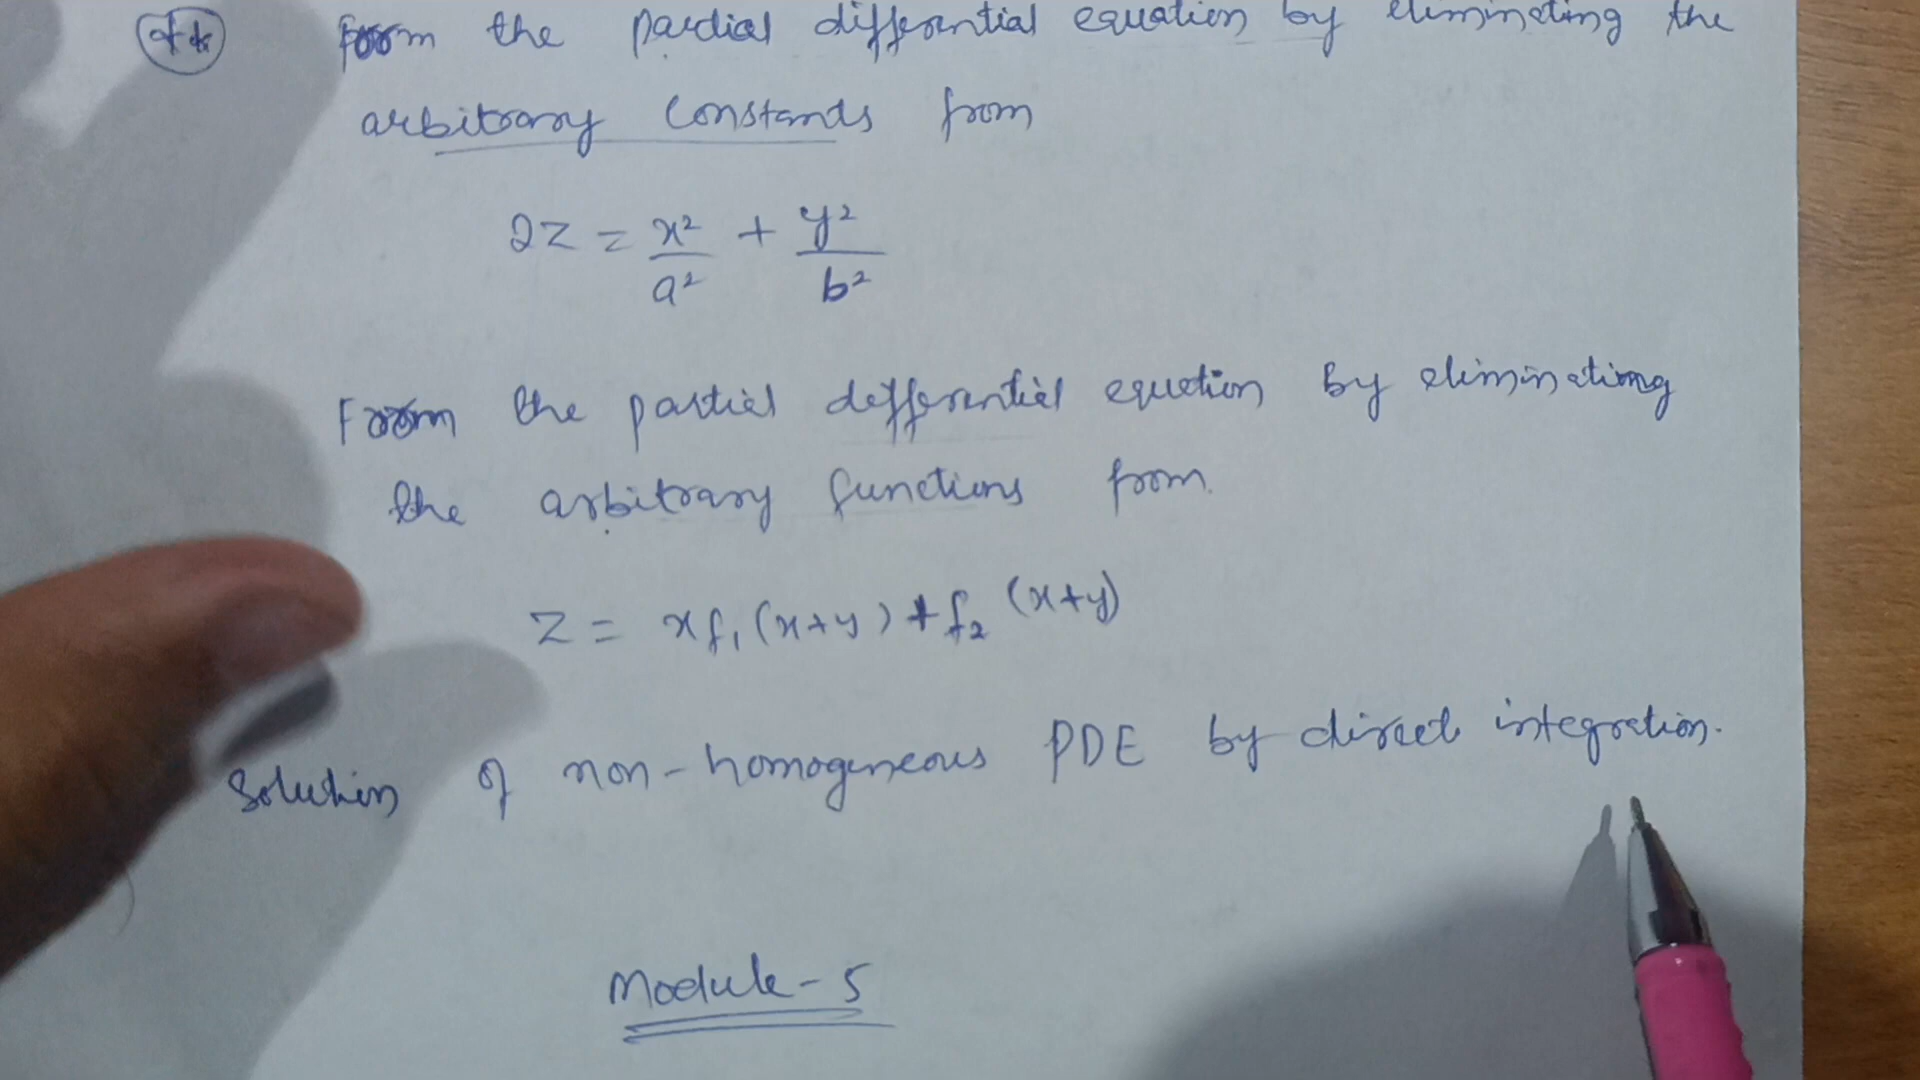 Form the partial differential equation by eliminating the
arbitrary constants from
2z = x²/a² + y²/b²
Form the partial differential equation by eliminating
the arbitrary functions from
z = x f₁(x+y) + f₂ (x+y)
Solution of non-homogeneous PDE by direct integration.
Module-5